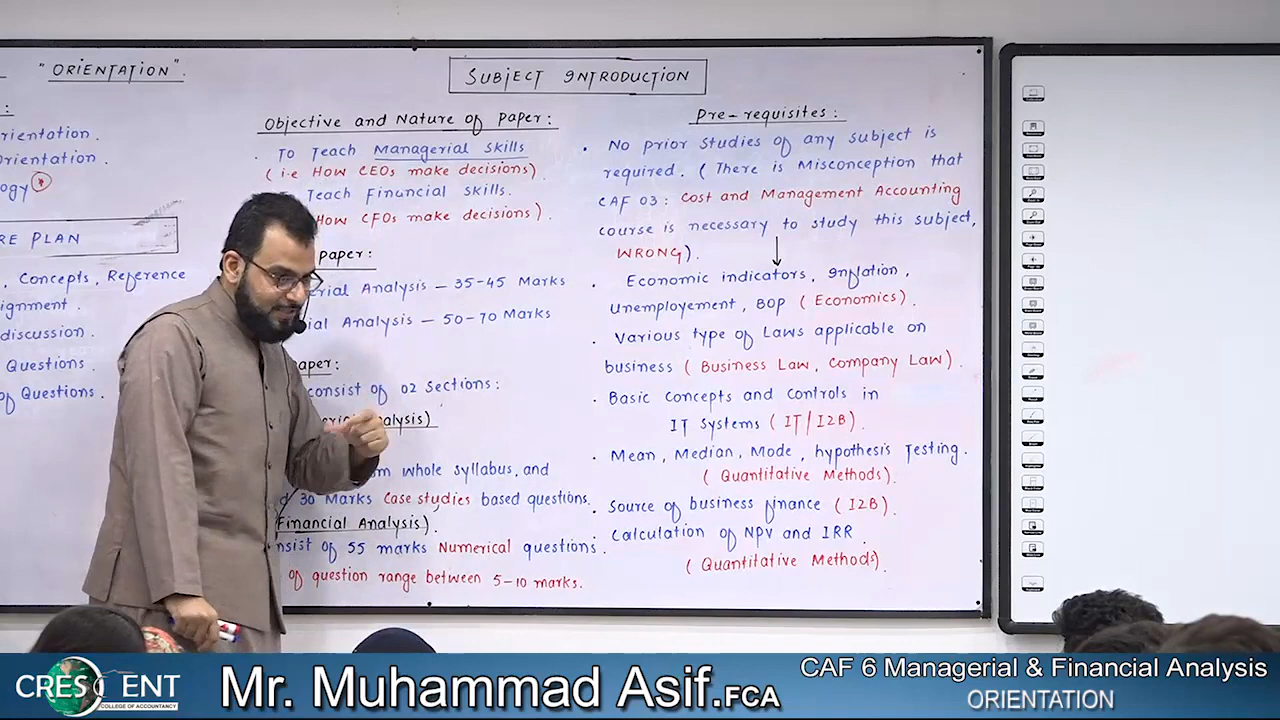 "ORIENTATION".
:
rientation.
Orientation.
ogy
RE PLAN
, Concepts, Reference
ignment.
discussion.
Questions.
of Questions.
SUBJECT INTRODUCTION
Objective and Nature of Paper:
. To Teach Managerial Skills
(i.e HOW CEOs make decisions).
Teach Financial Skills.
HOW CFOs make decisions).
paper:
Analysis – 35-45 Marks
ial Analysis – 50-70 Marks
aper
consist of 02 Sections.
alysis)
m whole syllabus, and
30 marks Case studies based questions.
Financial Analysis).
nsist of 55 marks Numerical questions.
of question range between 5-10 marks.
Pre-requisites:
. No prior studies of any subject is
required. (There is Misconception that
CAF 03: Cost and Management Accounting
course is necessary to study this subject,
WRONG).
. Economic indicators, Inflation,
unemployement, BOP (Economics).
. Various type of Laws applicable on
business (Business Law, Company Law).
. Basic concepts and controls in
IT Systems (IT/I2B).
. Mean, Median, Mode, hypothesis Testing.
(Quantitative Methods).
. Source of business finance (I2B).
. Calculation of NPV and IRR
(Quantitative Methods).
CRESCENT
COLLEGE OF ACCOUNTANCY
Mr. Muhammad Asif.FCA
CAF 6 Managerial & Financial Analysis
ORIENTATION